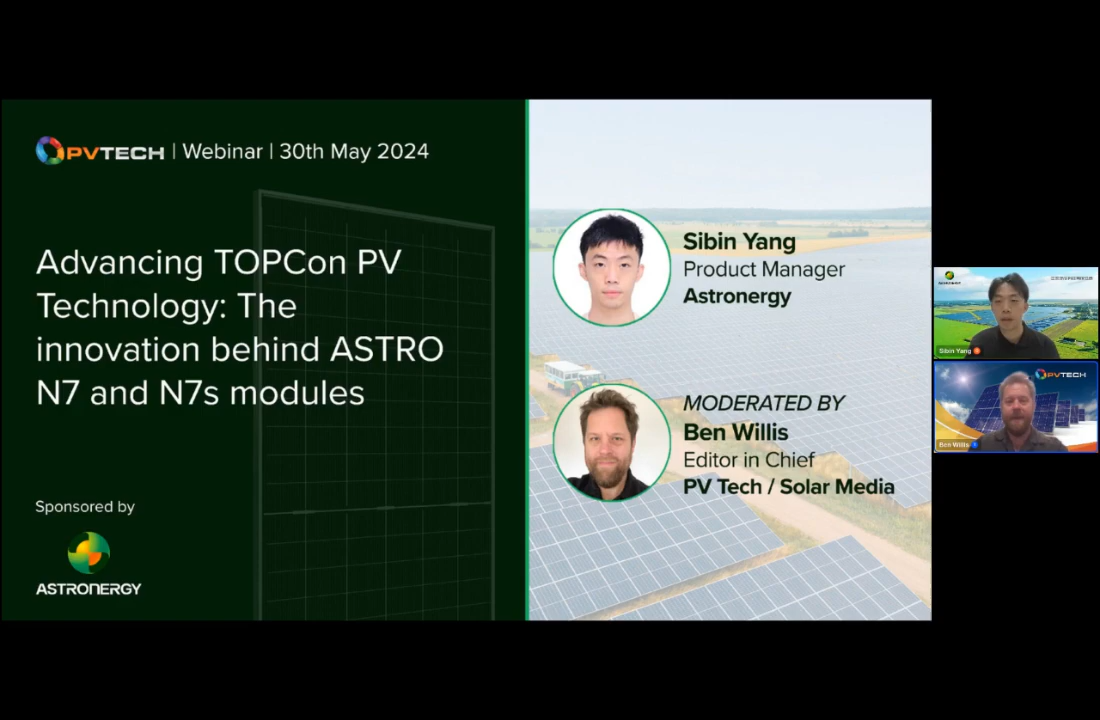 PVTECH | Webinar | 30th May 2024
Advancing TOPCon PV
Technology: The
innovation behind ASTRO
N7 and N7s modules
Sponsored by
ASTRONERGY
Sibin Yang
Product Manager
Astronergy
MODERATED BY
Ben Willis
Editor in Chief
PV Tech / Solar Media
ASTRONERGY
Sibin Yang
PVTECH
Ben Willis